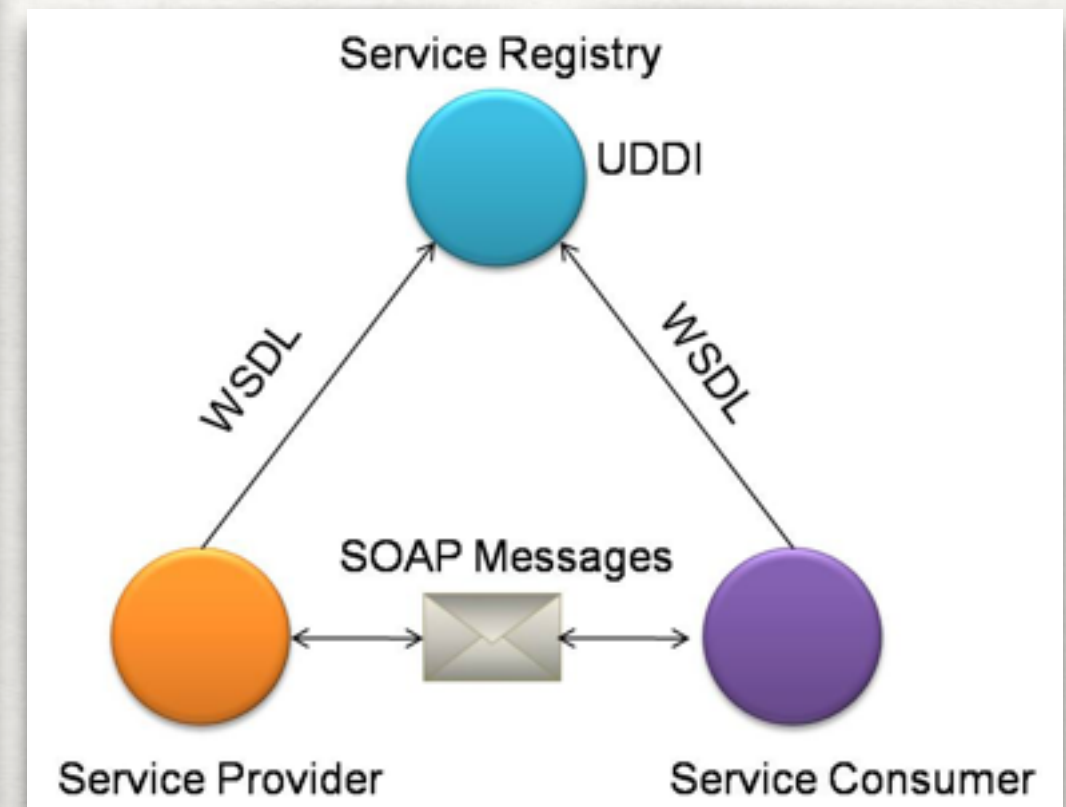 Service Registry
UDDI
WSDL
WSDL
SOAP Messages
Service Provider
Service Consumer